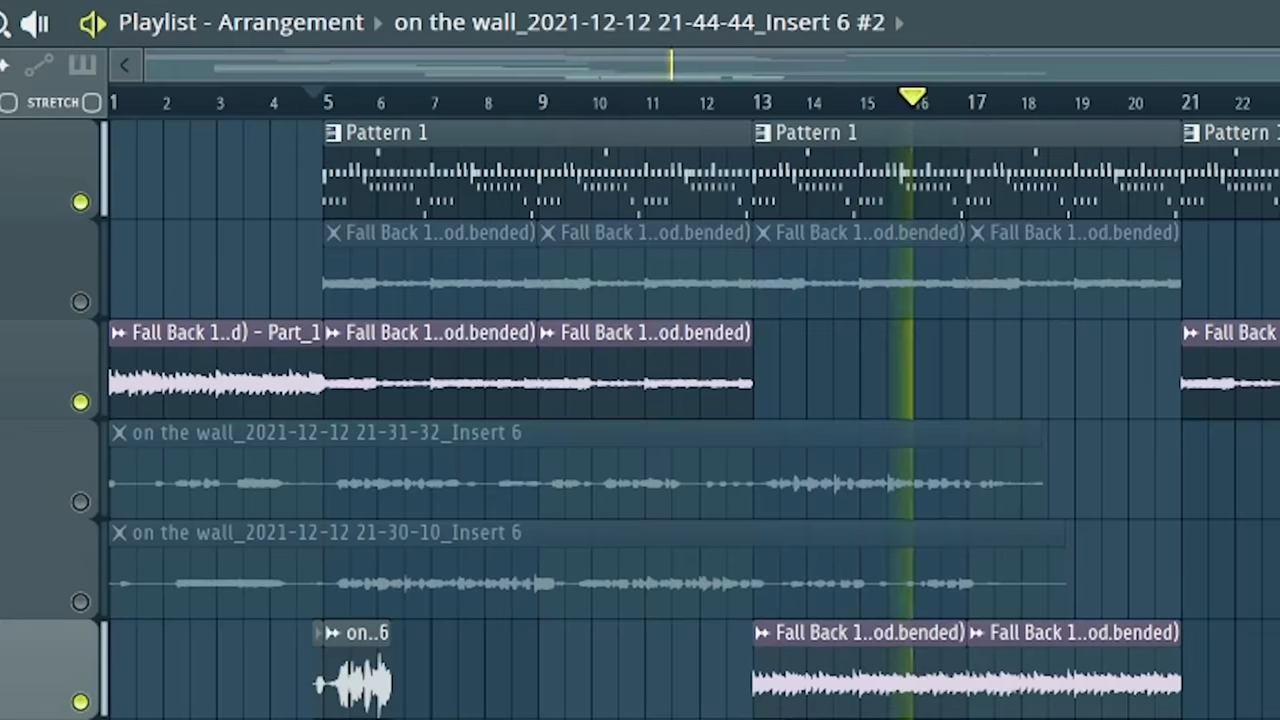 Playlist - Arrangement on the wall_2021-12-12 21-44-44_Insert 6 #2
STRETCH 1 2 3 4 5 6 7 8 9 10 11 12 13 14 15 16 17 18 19 20 21 22
Pattern 1 Pattern 1 Pattern
Fall Back 1..od.bended) Fall Back 1..od.bended) Fall Back 1..od.bended) Fall Back 1..od.bended)
Fall Back 1..d) - Part_1 Fall Back 1..od.bended) Fall Back 1..od.bended) Fall Back
on the wall_2021-12-12 21-31-32_Insert 6
on the wall_2021-12-12 21-30-10_Insert 6
on..6 Fall Back 1..od.bended) Fall Back 1..od.bended)